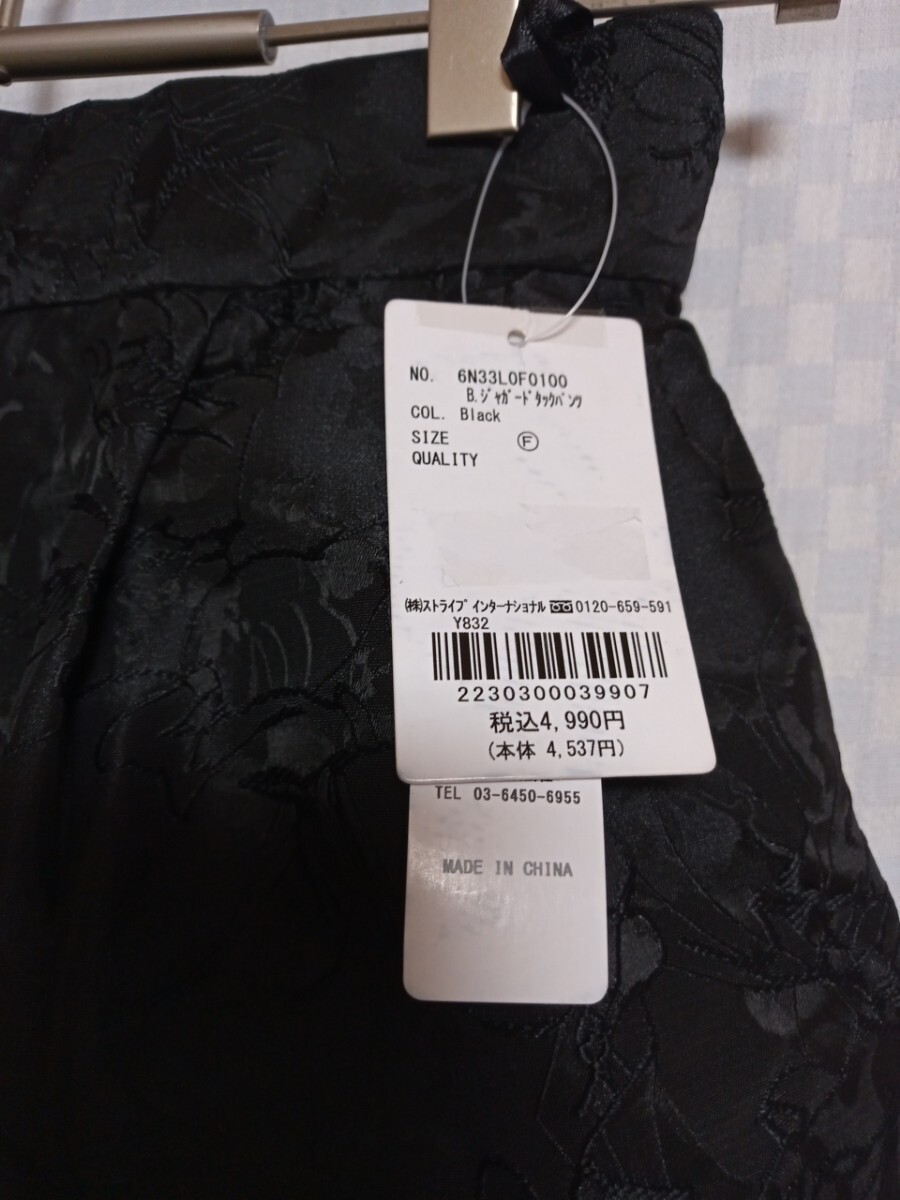 NO. 6N33L0F0100
B.ジャガードタックパンツ
COL. Black
SIZE Ⓕ
QUALITY
(株)ストライプ インターナショナル 0120-659-591
Y832
2230300039907
税込4,990円
(本体 4,537円)
TEL 03-6450-6955
MADE IN CHINA